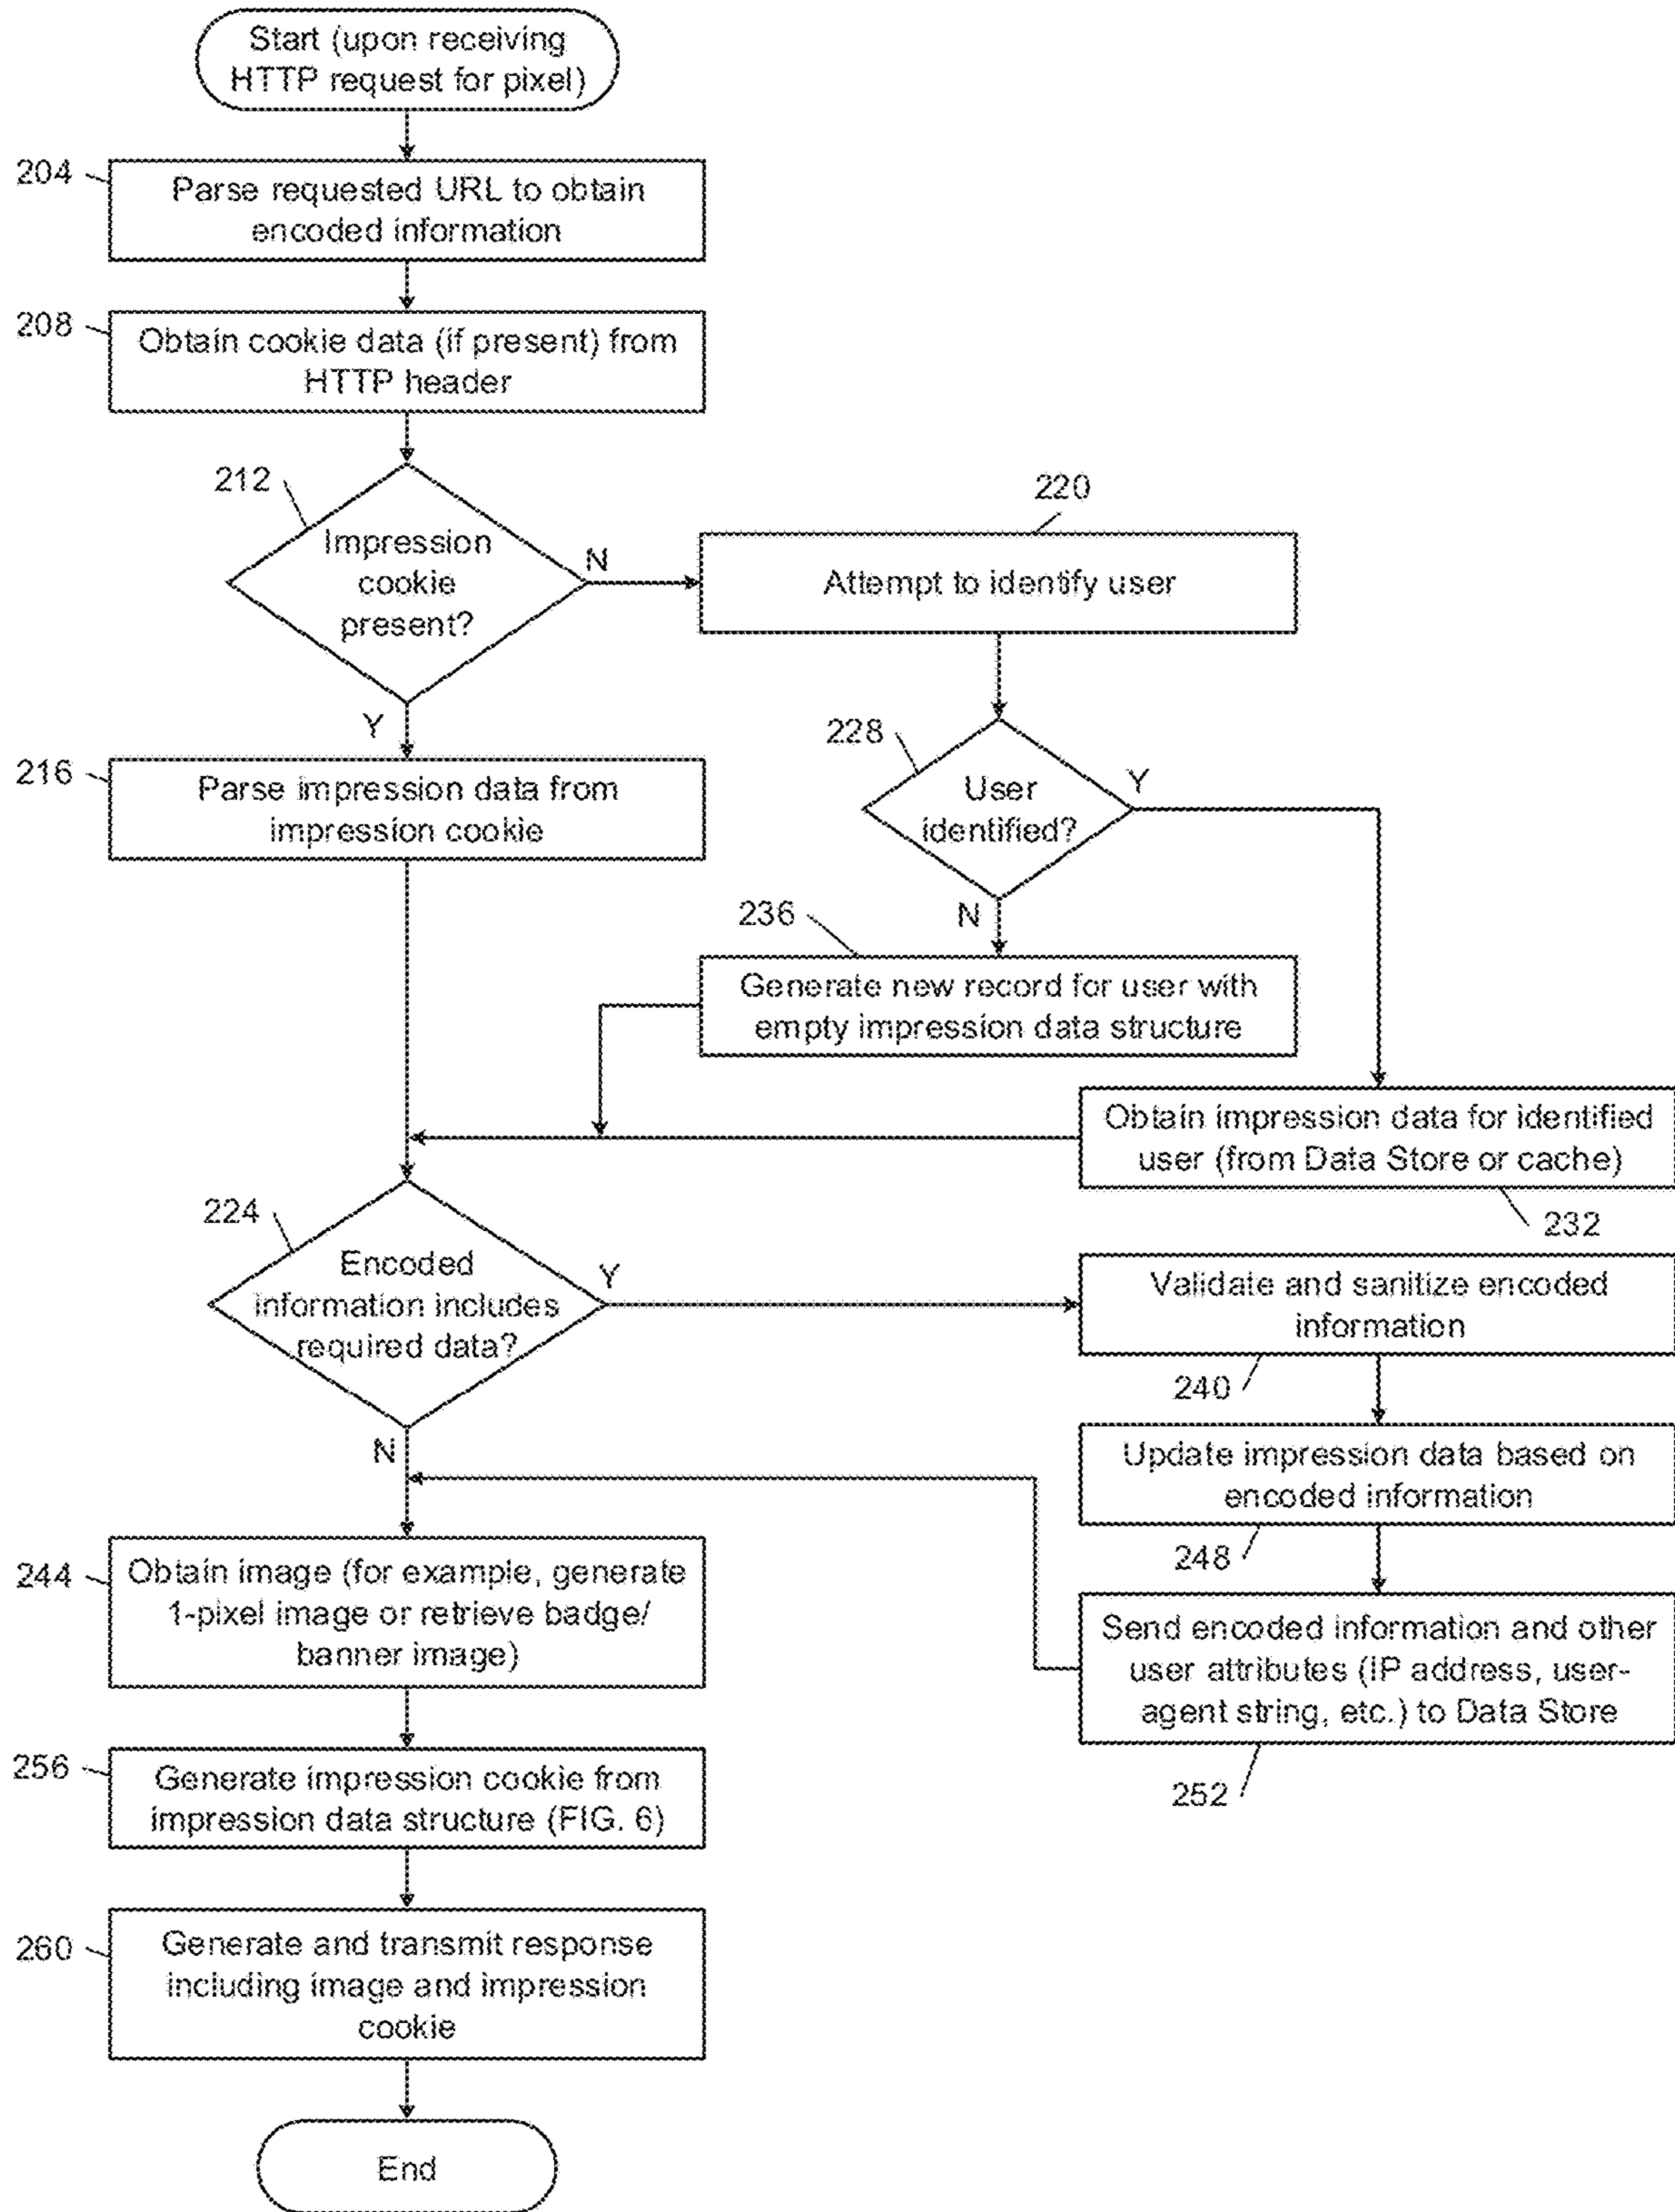 Start (upon receiving
HTTP request for pixel)
204
Parse requested URL to obtain
encoded information
208
Obtain cookie data (if present) from
HTTP header
212
Impression
cookie
present?
N
Y
220
Attempt to identify user
216
Parse impression data from
impression cookie
228
User
identified?
Y
N
236
Generate new record for user with
empty impression data structure
Obtain impression data for identified
user (from Data Store or cache)
232
224
Encoded
information includes
required data?
Y
N
Validate and sanitize encoded
information
240
Update impression data based on
encoded information
248
Send encoded information and other
user attributes (IP address, user-
agent string, etc.) to Data Store
252
244
Obtain image (for example, generate
1-pixel image or retrieve badge/
banner image)
256
Generate impression cookie from
impression data structure (FIG. 6)
260
Generate and transmit response
including image and impression
cookie
End